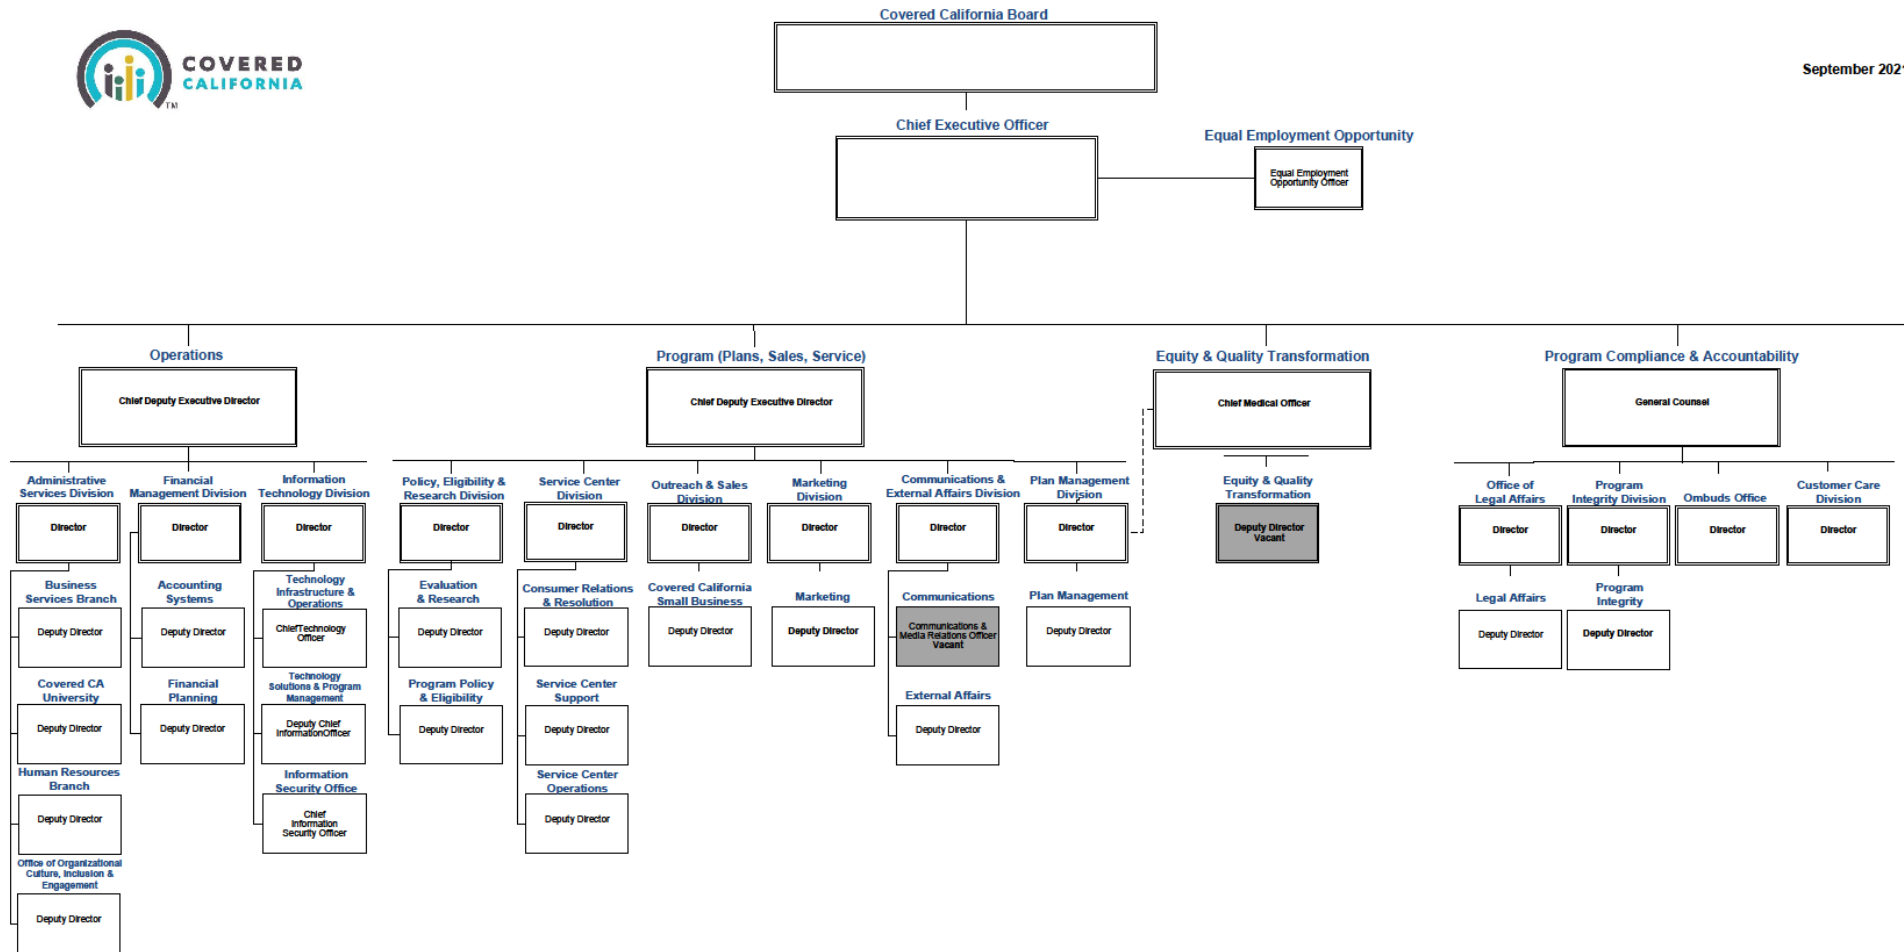 Covered California Board
COVERED
CALIFORNIA
TM
September 2021
Chief Executive Officer
Equal Employment Opportunity
Equal Employment
Opportunity Officer
Operations
Program (Plans, Sales, Service)
Equity & Quality Transformation
Program Compliance & Accountability
Chief Deputy Executive Director
Chief Deputy Executive Director
Chief Medical Officer
General Counsel
Administrative
Services Division
Financial
Management Division
Information
Technology Division
Policy, Eligibility &
Research Division
Service Center
Division
Outreach & Sales
Division
Marketing
Division
Communications &
External Affairs Division
Plan Management
Division
Equity & Quality
Transformation
Office of
Legal Affairs
Program
Integrity Division
Ombuds Office
Customer Care
Division
Director
Director
Director
Director
Director
Director
Director
Director
Director
Deputy Director
Vacant
Director
Director
Director
Director
Business
Services Branch
Accounting
Systems
Technology
Infrastructure &
Operations
Evaluation
& Research
Consumer Relations
& Resolution
Covered California
Small Business
Marketing
Communications
Plan Management
Legal Affairs
Program
Integrity
Deputy Director
Deputy Director
ChiefTechnology
Officer
Deputy Director
Deputy Director
Deputy Director
Deputy Director
Communications &
Media Relations Officer
Vacant
Deputy Director
Deputy Director
Deputy Director
Covered CA
University
Financial
Planning
Technology
Solutions & Program
Management
Program Policy
& Eligibility
Service Center
Support
External Affairs
Deputy Director
Deputy Director
Deputy Chief
InformationOfficer
Deputy Director
Deputy Director
Deputy Director
Human Resources
Branch
Information
Security Office
Service Center
Operations
Deputy Director
Chief
Information
Security Officer
Deputy Director
Office of Organizational
Culture, Inclusion &
Engagement
Deputy Director